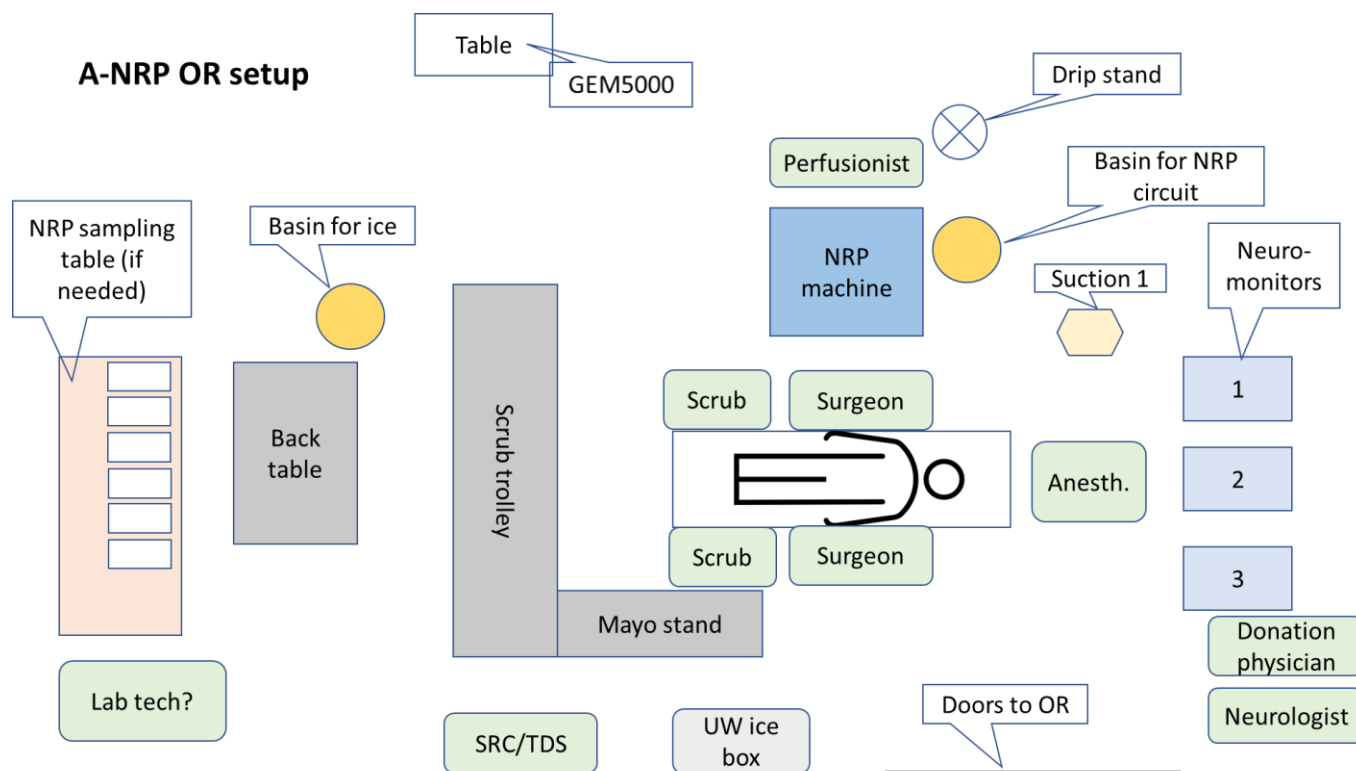 A-NRP OR setup
Table
GEM5000
Drip stand
Perfusionist
Basin for NRP
circuit
NRP sampling
table (if
needed)
Basin for ice
NRP
machine
Suction 1
Neuro-
monitors
Scrub trolley
Back
table
Scrub
Surgeon
1
Anesth.
2
Scrub
Surgeon
3
Mayo stand
Donation
physician
Lab tech?
Doors to OR
Neurologist
SRC/TDS
UW ice
box